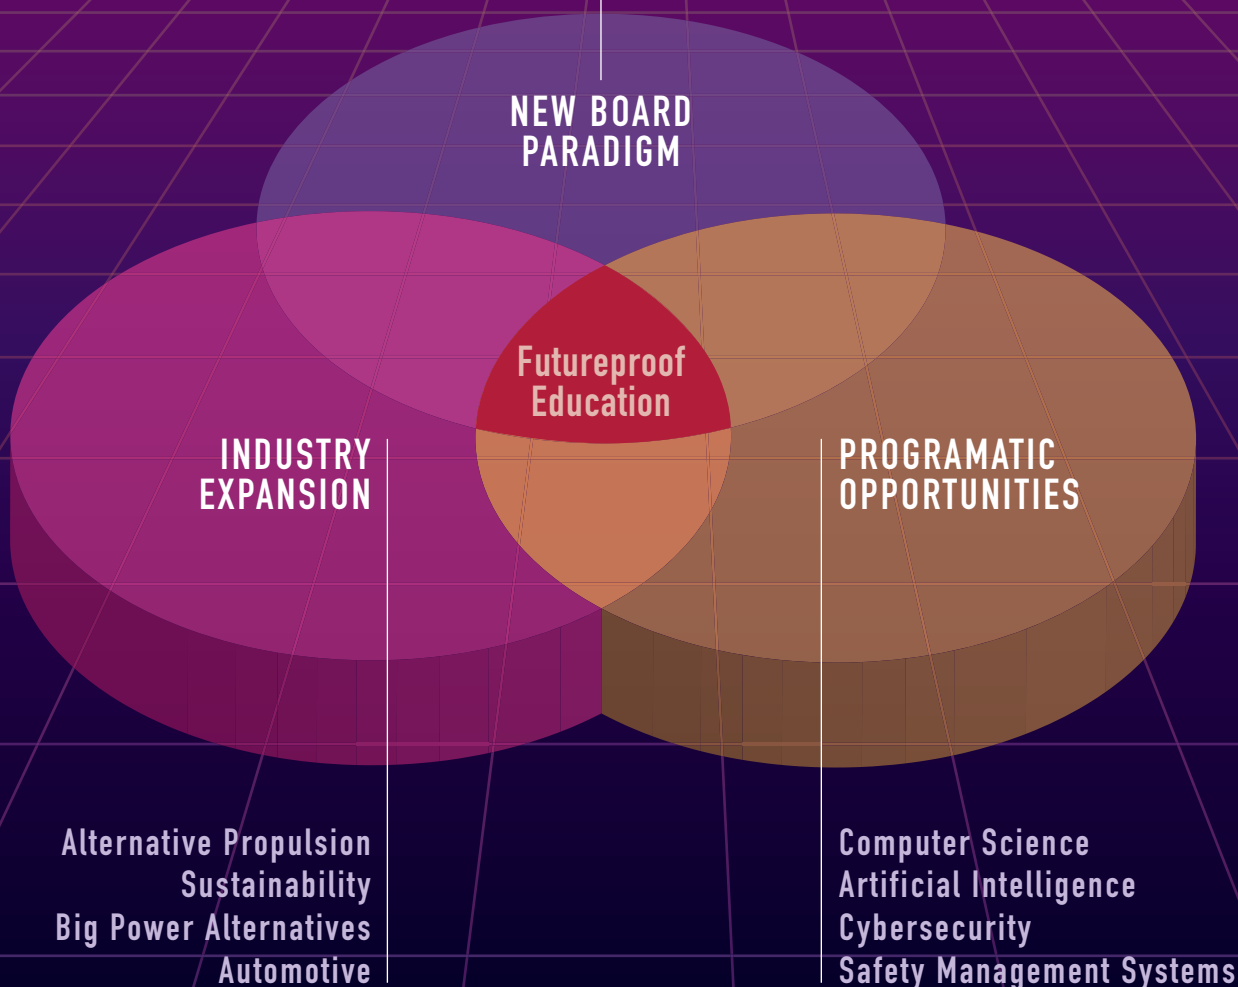 NEW BOARD
PARADIGM
Futureproof
Education
INDUSTRY
EXPANSION
PROGRAMATIC
OPPORTUNITIES
Alternative Propulsion
Sustainability
Big Power Alternatives
Automotive
Computer Science
Artificial Intelligence
Cybersecurity
Safety Management Systems